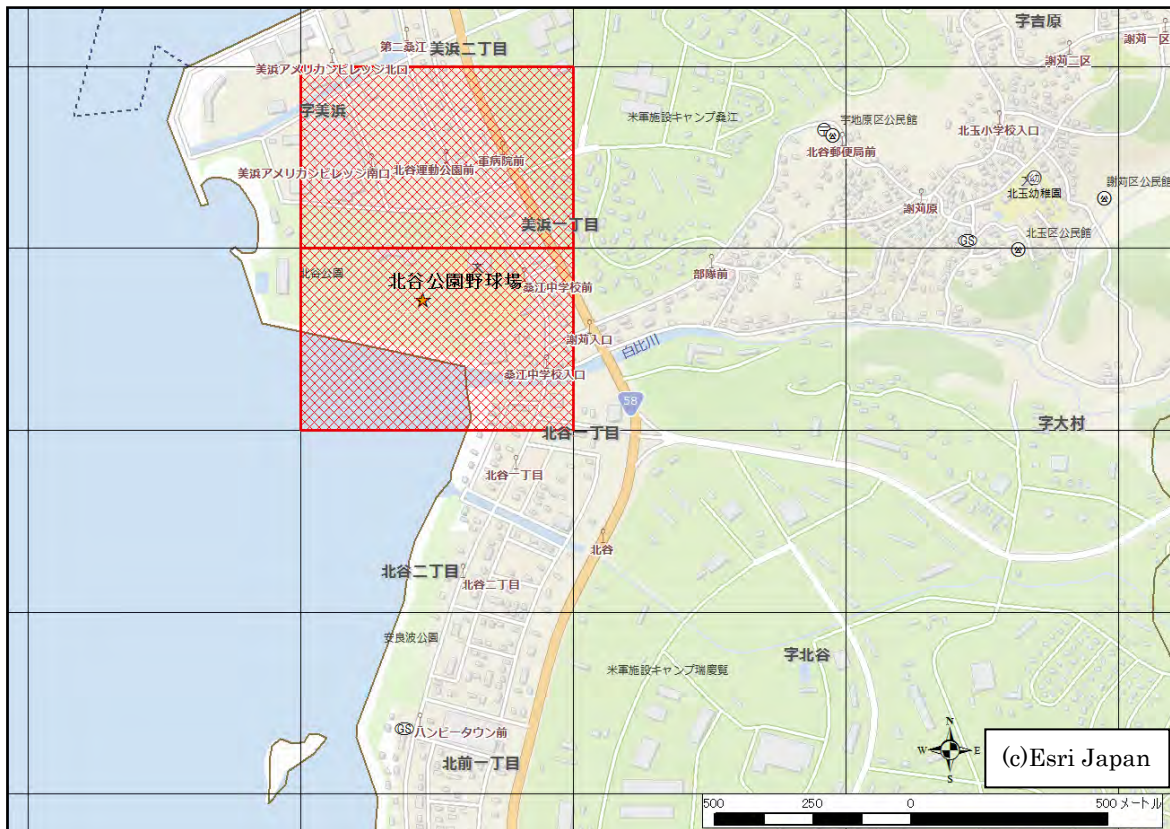 字吉原
第二桑江
美浜二丁目
謝苅一区
謝苅二区
美浜アメリカンビレッジ北口
字美浜
米軍施設キャンプ桑江
字地原区公民館
北谷郵便局前
北玉小学校入口
軍病院前
北谷運動公園前
美浜アメリカンビレッジ南口
謝苅区公民館
北玉幼稚園
謝苅原
美浜一丁目
GS
北玉区公民館
北谷公園
部隊前
北谷公園野球場
桑江中学校前
謝苅入口
白比川
桑江中学校入口
58
字大村
北谷一丁目
北谷一丁目
北谷
北谷二丁目
北谷二丁目
安良波公園
字北谷
米軍施設キャンプ瑞慶覧
GS
ハンビータウン前
北前一丁目
N
W
E
S
(c)Esri Japan
500 250 0 500 メートル